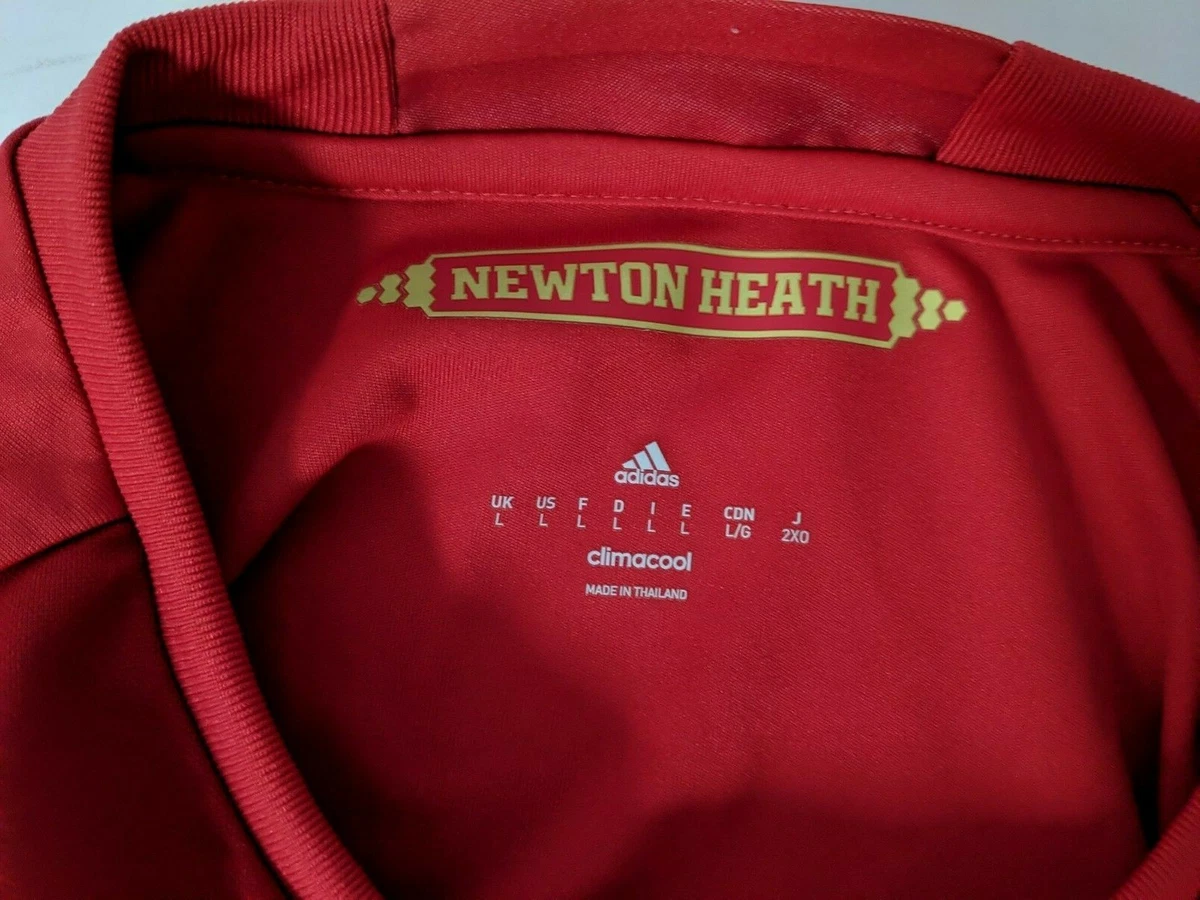 NEWTON HEATH
adidas
UK US F D I E CDN J
L L L L L L L/G 2XO
climacool
MADE IN THAILAND